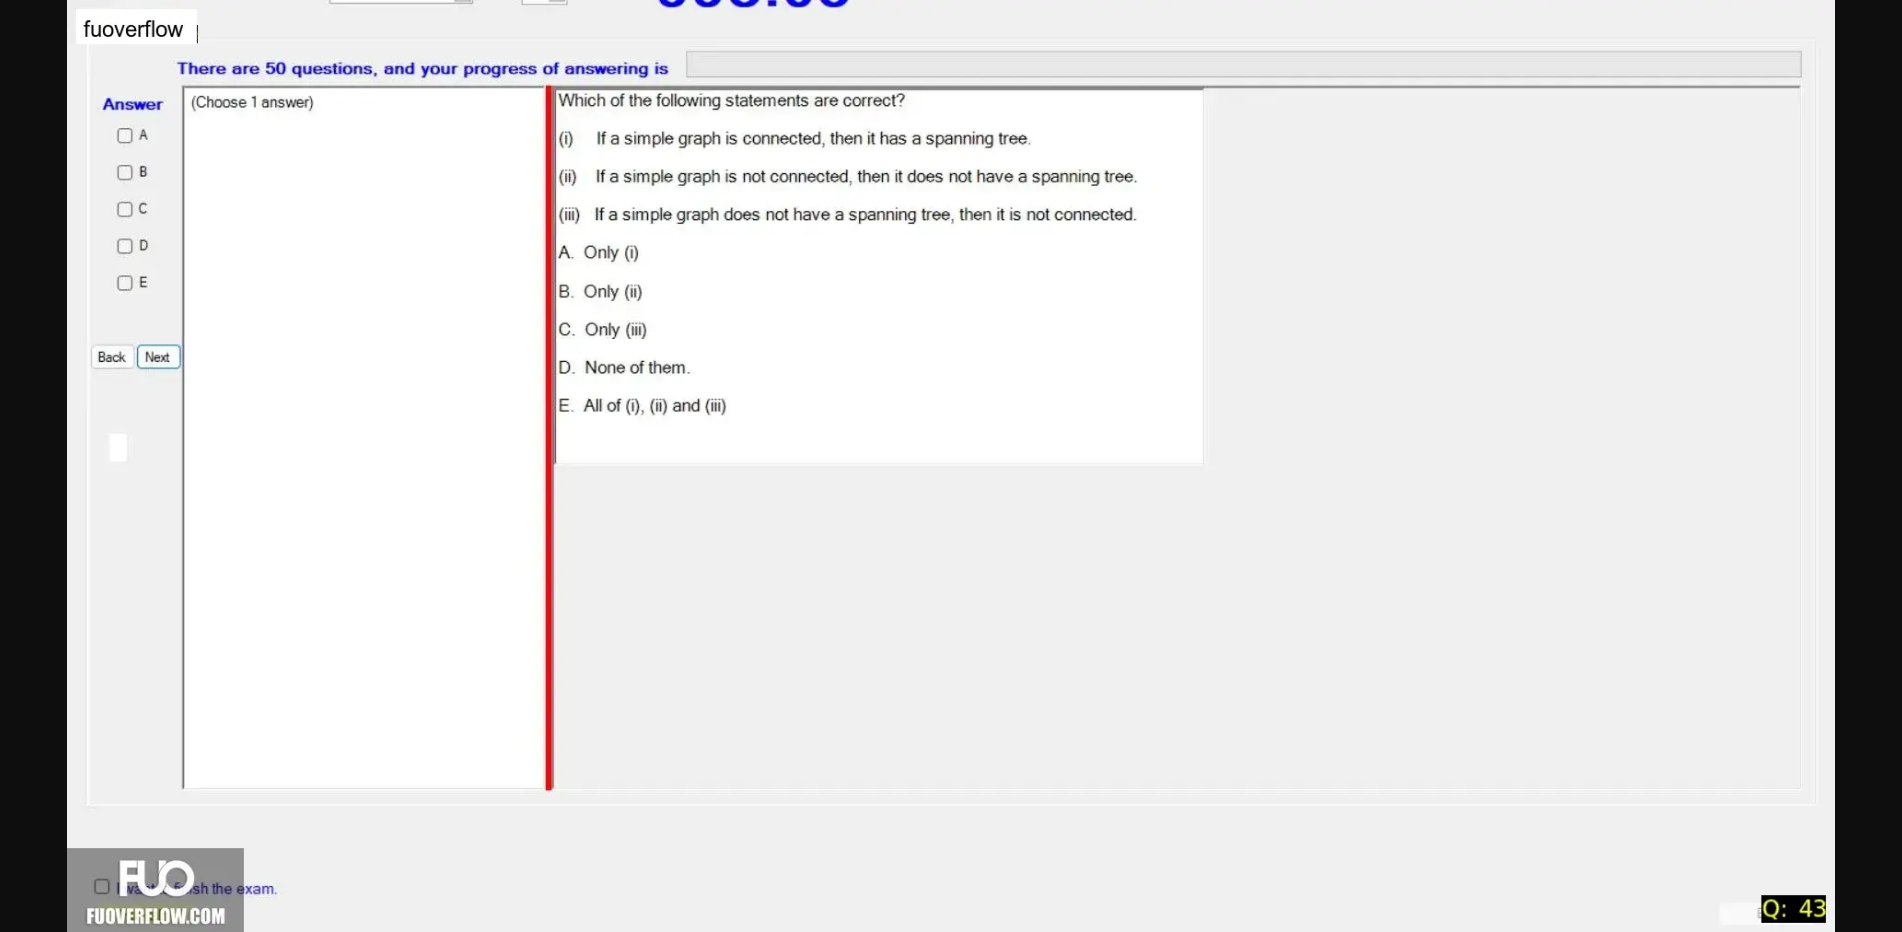 fuoverflow
There are 50 questions, and your progress of answering is
Answer
(Choose 1 answer)
A
B
C
D
E
Back Next
Which of the following statements are correct?
(i) If a simple graph is connected, then it has a spanning tree.
(ii) If a simple graph is not connected, then it does not have a spanning tree.
(iii) If a simple graph does not have a spanning tree, then it is not connected.
A. Only (i)
B. Only (ii)
C. Only (iii)
D. None of them.
E. All of (i), (ii) and (iii)
FUO
the exam.
FUOVERFLOW.COM
Q: 43